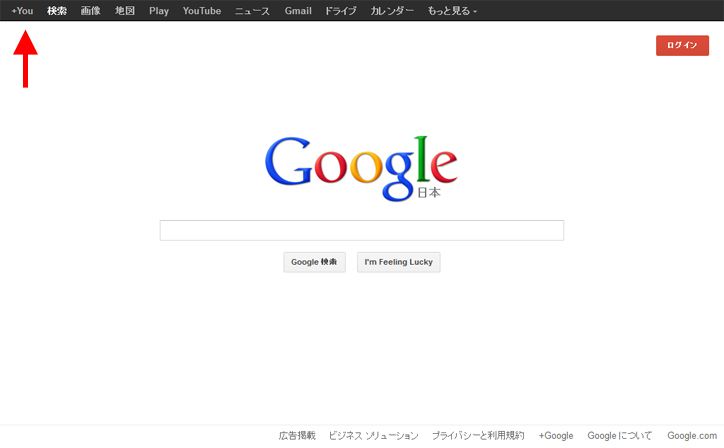 +You 検索 画像 地図 Play YouTube ニュース Gmail ドライブ カレンダー もっと見る
ログイン
Google
日本
Google 検索 I'm Feeling Lucky
広告掲載 ビジネス ソリューション プライバシーと利用規約 +Google Google について Google.com